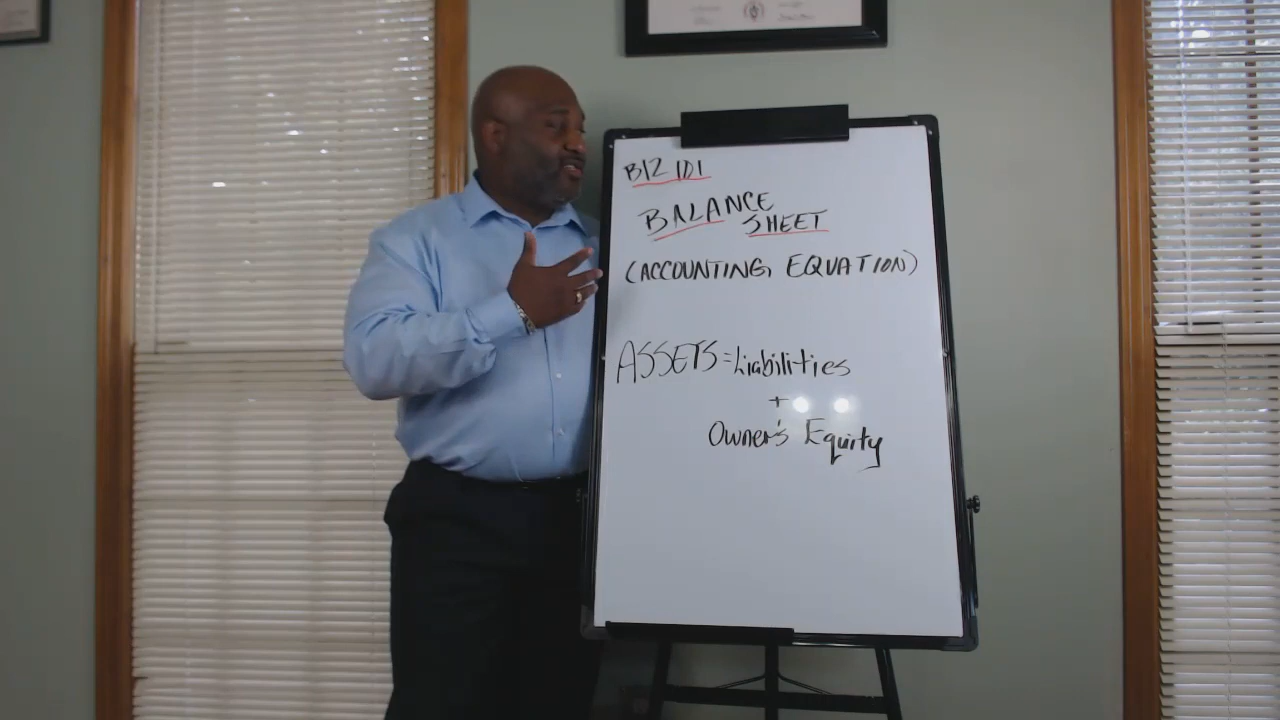 BIZ 101
BALANCE
SHEET
(ACCOUNTING EQUATION)
ASSETS = Liabilities
+
Owner's Equity